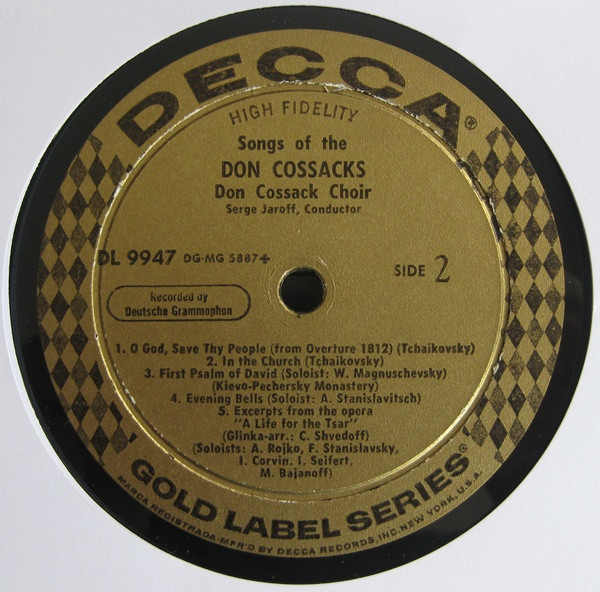 DECCA®
HIGH FIDELITY
Songs of the
DON COSSACKS
Don Cossack Choir
Serge Jaroff, Conductor
DL 9947 DG-MG 5887+
SIDE 2
Recorded by
Deutsche Grammophon
1. O God, Save Thy People (from Overture 1812) (Tchaikovsky)
2. In the Church (Tchaikovsky)
3. First Psalm of David (Soloist: W. Magnuschevsky)
(Kievo-Pechersky Monastery)
4. Evening Bells (Soloist: A. Stanislavitsch)
5. Excerpts from the opera
"A Life for the Tsar"
(Glinka-arr.: C. Shvedoff)
(Soloists: A. Rojko, F. Stanislavsky,
I. Corvin, I. Seifert,
M. Bajanoff)
GOLD LABEL SERIES®
MARCA REGISTRADA-MFR'D BY DECCA RECORDS, INC. NEW YORK, U.S.A.